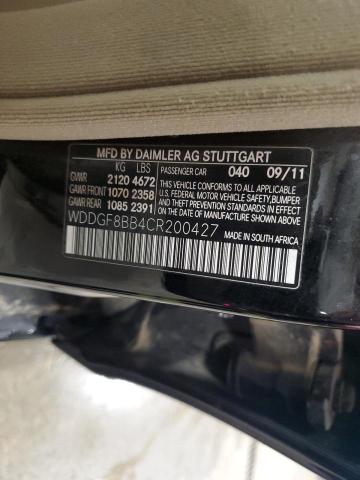 MFD BY DAIMLER AG STUTTGART
KG LBS PASSENGER CAR 040 09/11
GVWR 2120 4672 THIS VEHICLE CONFORMS TO ALL APPLICABLE
GAWR FRONT 1070 2358 U.S. FEDERAL MOTOR VEHICLE SAFETY, BUMPER
GAWR REAR 1085 2391 AND THEFT PREVENTION STANDARDS IN EFFECT
ON THE DATE OF MANUFACTURE SHOWN ABOVE.
WDDGF8BB4CR200427
MADE IN SOUTH AFRICA